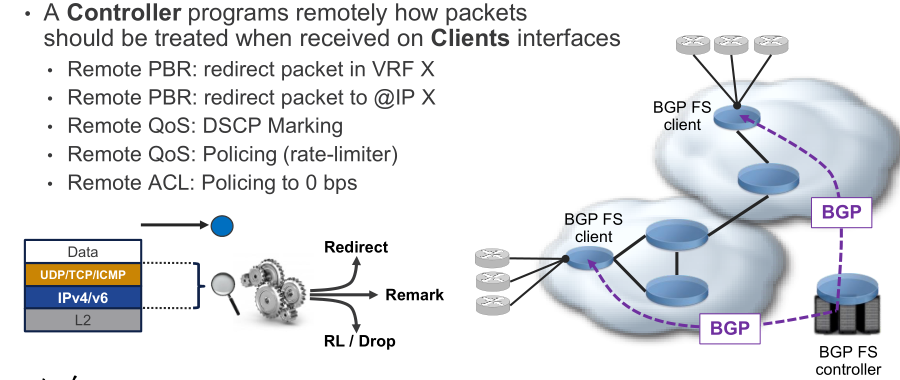 • A Controller programs remotely how packets
should be treated when received on Clients interfaces
• Remote PBR: redirect packet in VRF X
• Remote PBR: redirect packet to @IP X
• Remote QoS: DSCP Marking
• Remote QoS: Policing (rate-limiter)
• Remote ACL: Policing to 0 bps
BGP FS
client
BGP
BGP FS
client
Data
UDP/TCP/ICMP
IPv4/v6
L2
Redirect
Remark
RL / Drop
BGP
BGP FS
controller